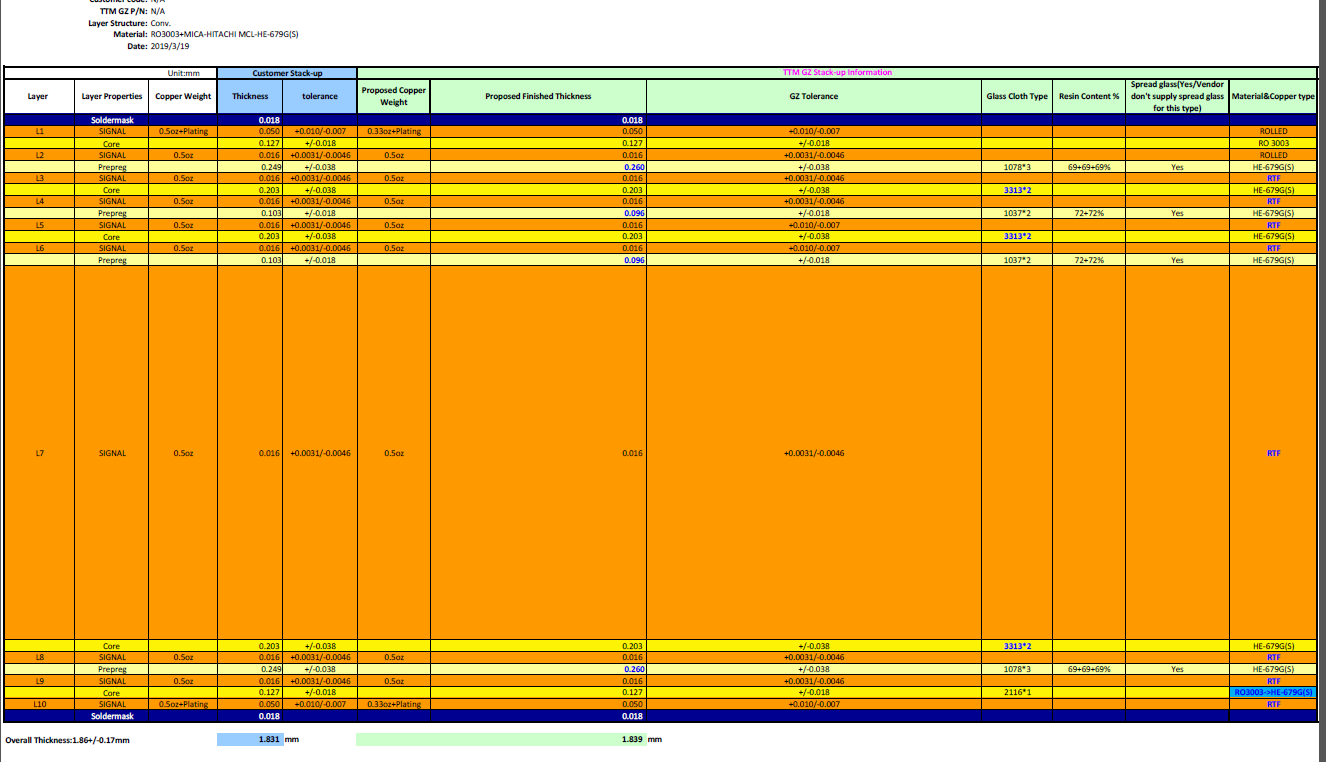 Customer code: N/A
TTM GZ P/N: N/A
Layer Structure: Conv.
Material: RO3003+MICA-HITACHI MCL-HE-679G(S)
Date: 2019/3/19
Unit:mm Customer Stack-up TTM GZ Stack-up Information
Layer Layer Properties Copper Weight Thickness tolerance Proposed Copper Weight Proposed Finished Thickness GZ Tolerance Glass Cloth Type Resin Content % Spread glass(Yes/Vendor don't supply spread glass for this type) Material&Copper type
Soldermask 0.018 0.018
L1 SIGNAL 0.5oz+Plating 0.050 +0.010/-0.007 0.33oz+Plating 0.050 +0.010/-0.007 ROLLED
Core 0.127 +/-0.018 0.127 +/-0.018 RO 3003
L2 SIGNAL 0.5oz 0.016 +0.0031/-0.0046 0.5oz 0.016 +0.0031/-0.0046 ROLLED
Prepreg 0.249 +/-0.038 0.260 +/-0.038 1078*3 69+69+69% Yes HE-679G(S)
L3 SIGNAL 0.5oz 0.016 +0.0031/-0.0046 0.5oz 0.016 +0.0031/-0.0046 RTF
Core 0.203 +/-0.038 0.203 +/-0.038 3313*2 HE-679G(S)
L4 SIGNAL 0.5oz 0.016 +0.0031/-0.0046 0.5oz 0.016 +0.0031/-0.0046 RTF
Prepreg 0.103 +/-0.018 0.096 +/-0.018 1037*2 72+72% Yes HE-679G(S)
L5 SIGNAL 0.5oz 0.016 +0.0031/-0.0046 0.5oz 0.016 +0.010/-0.007 RTF
Core 0.203 +/-0.038 0.203 +/-0.038 3313*2 HE-679G(S)
L6 SIGNAL 0.5oz 0.016 +0.0031/-0.0046 0.5oz 0.016 +0.010/-0.007 RTF
Prepreg 0.103 +/-0.018 0.096 +/-0.018 1037*2 72+72% Yes HE-679G(S)
L7 SIGNAL 0.5oz 0.016 +0.0031/-0.0046 0.5oz 0.016 +0.0031/-0.0046 RTF
Core 0.203 +/-0.038 0.203 +/-0.038 3313*2 HE-679G(S)
L8 SIGNAL 0.5oz 0.016 +0.0031/-0.0046 0.5oz 0.016 +0.0031/-0.0046 RTF
Prepreg 0.249 +/-0.038 0.260 +/-0.038 1078*3 69+69+69% Yes HE-679G(S)
L9 SIGNAL 0.5oz 0.016 +0.0031/-0.0046 0.5oz 0.016 +0.0031/-0.0046 RTF
Core 0.127 +/-0.018 0.127 +/-0.018 2116*1 RO3003->HE-679G(S)
L10 SIGNAL 0.5oz+Plating 0.050 +0.010/-0.007 0.33oz+Plating 0.050 +0.010/-0.007 RTF
Soldermask 0.018 0.018
Overall Thickness:1.86+/-0.17mm 1.831 mm 1.839 mm